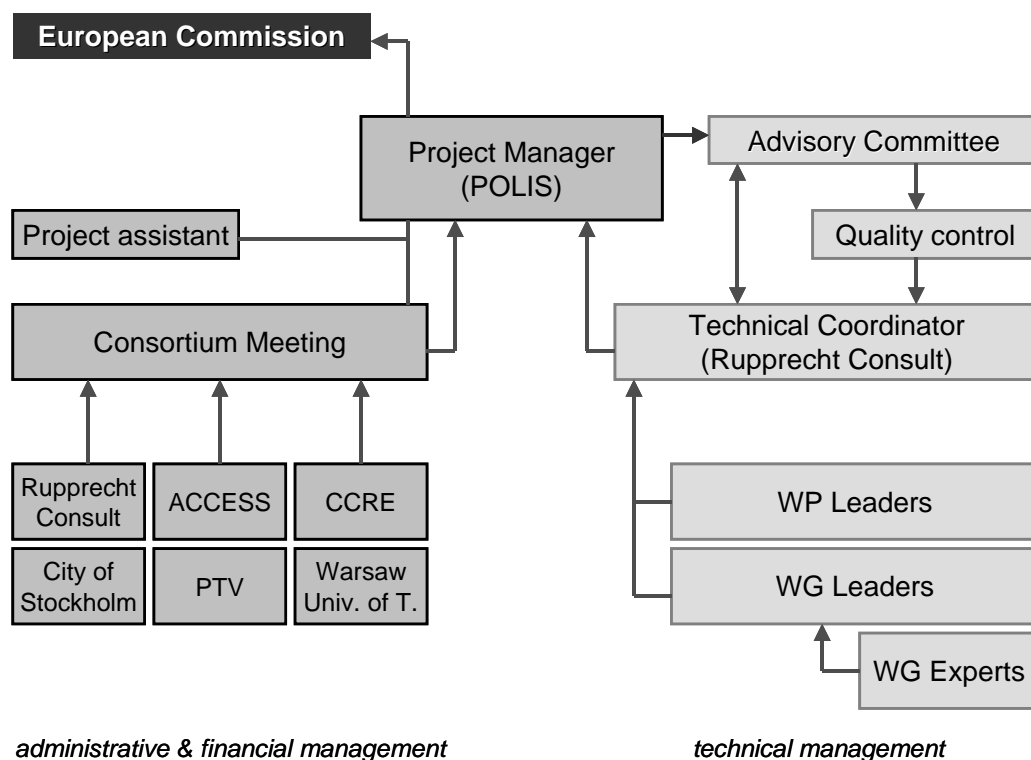 European Commission
Project Manager
(POLIS)
Advisory Committee
Project assistant
Quality control
Consortium Meeting
Technical Coordinator
(Rupprecht Consult)
Rupprecht
Consult
ACCESS
CCRE
WP Leaders
City of
Stockholm
PTV
Warsaw
Univ. of T.
WG Leaders
WG Experts
administrative & financial management
technical management